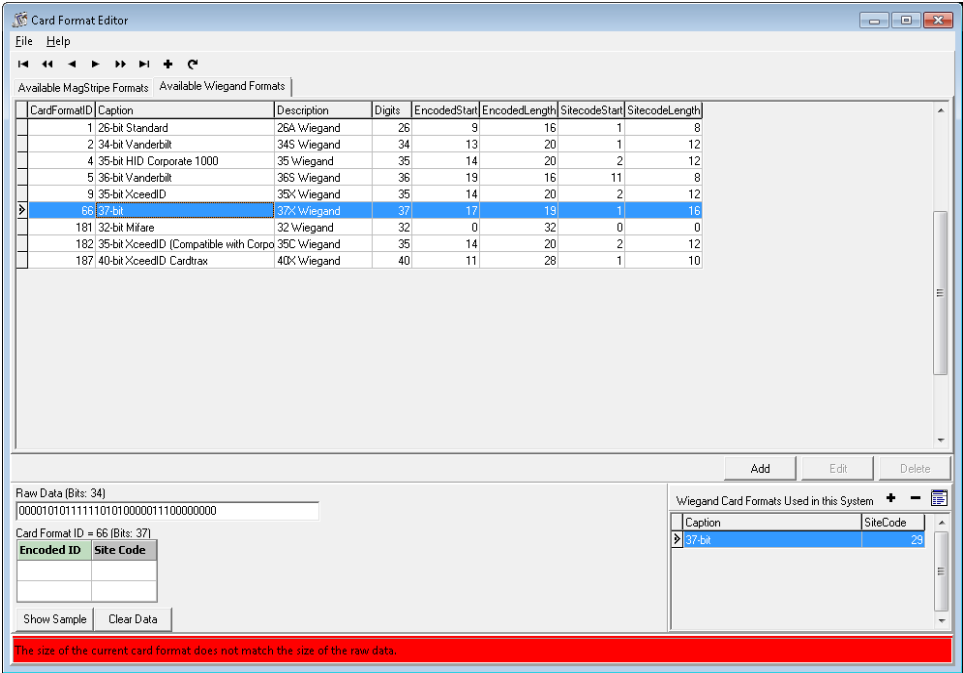 Card Format Editor
File Help
Available MagStripe Formats Available Wiegand Formats
CardFormatID Caption Description Digits EncodedStart EncodedLength SitecodeStart SitecodeLength
1 26-bit Standard 26A Wiegand 26 9 16 1 8
2 34-bit Vanderbilt 34S Wiegand 34 13 20 1 12
4 35-bit HID Corporate 1000 35 Wiegand 35 14 20 2 12
5 36-bit Vanderbilt 36S Wiegand 36 19 16 11 8
9 35-bit XceedID 35X Wiegand 35 14 20 2 12
66 37-bit 37X Wiegand 37 17 19 1 16
181 32-bit Mifare 32 Wiegand 32 0 32 0 0
182 35-bit XceedID (Compatible with Corpo 35C Wiegand 35 14 20 2 12
187 40-bit XceedID Cardtrax 40X Wiegand 40 11 28 1 10
Add Edit Delete
Raw Data (Bits: 34)
Card Format ID = 66 (Bits: 37)
Encoded ID Site Code
Show Sample Clear Data
Wiegand Card Formats Used in this System
Caption SiteCode
37-bit 29
The size of the current card format does not match the size of the raw data.